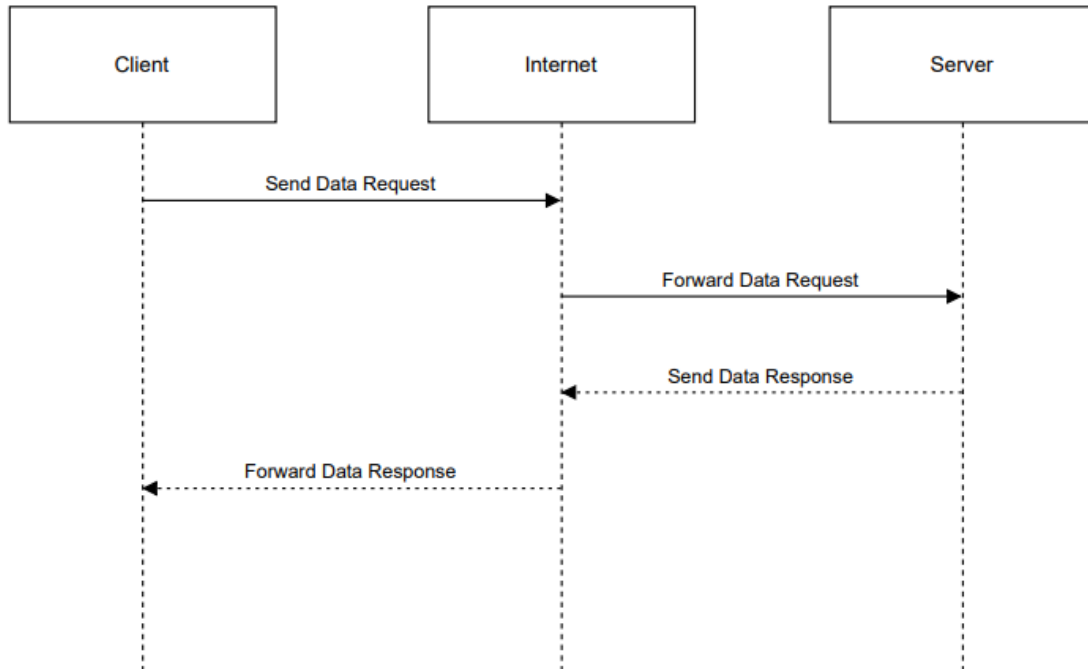 Client
Internet
Server
Send Data Request
Forward Data Request
Send Data Response
Forward Data Response